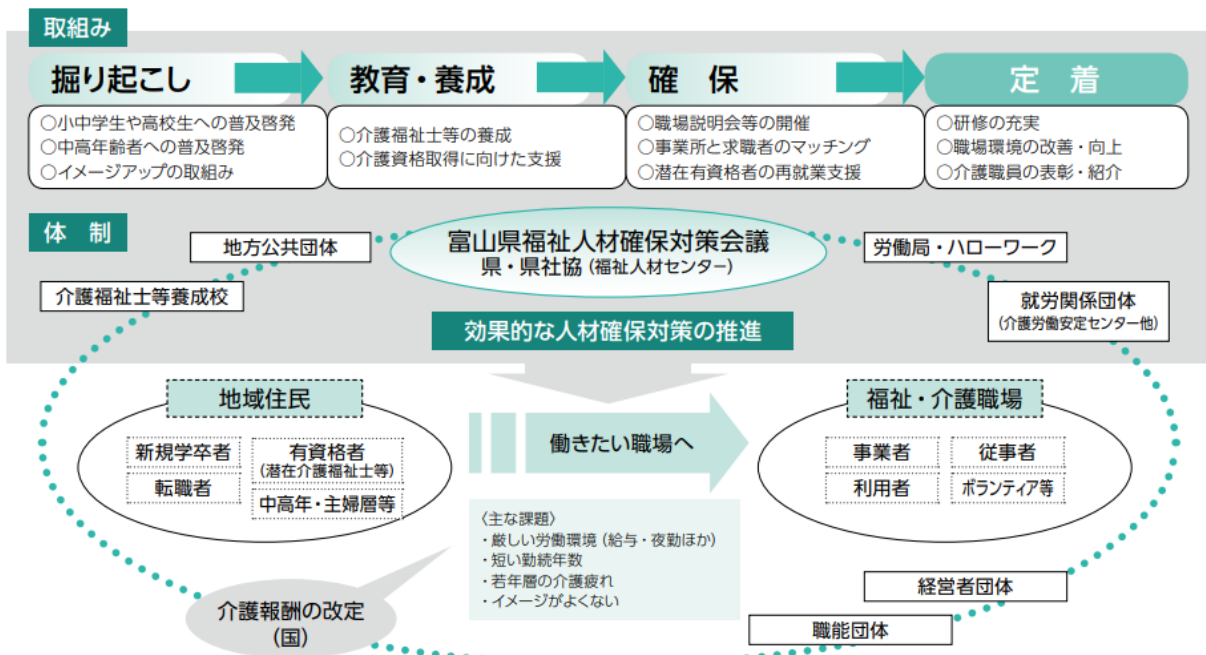 取組み
掘り起こし
教育・養成
確 保
定 着
○小中学生や高校生への普及啓発
○中高年齢者への普及啓発
○イメージアップの取組み
○介護福祉士等の養成
○介護資格取得に向けた支援
○職場説明会等の開催
○事業所と求職者のマッチング
○潜在有資格者の再就業支援
○研修の充実
○職場環境の改善・向上
○介護職員の表彰・紹介
体 制
地方公共団体
富山県福祉人材確保対策会議
県・県社協(福祉人材センター)
労働局・ハローワーク
介護福祉士等養成校
就労関係団体
(介護労働安定センター他)
効果的な人材確保対策の推進
地域住民
新規学卒者
有資格者
(潜在介護福祉士等)
転職者
中高年・主婦層等
働きたい職場へ
福祉・介護職場
事業者
従事者
利用者
ボランティア等
〈主な課題〉
・厳しい労働環境(給与・夜勤ほか)
・短い勤続年数
・若年層の介護疲れ
・イメージがよくない
介護報酬の改定
(国)
経営者団体
職能団体